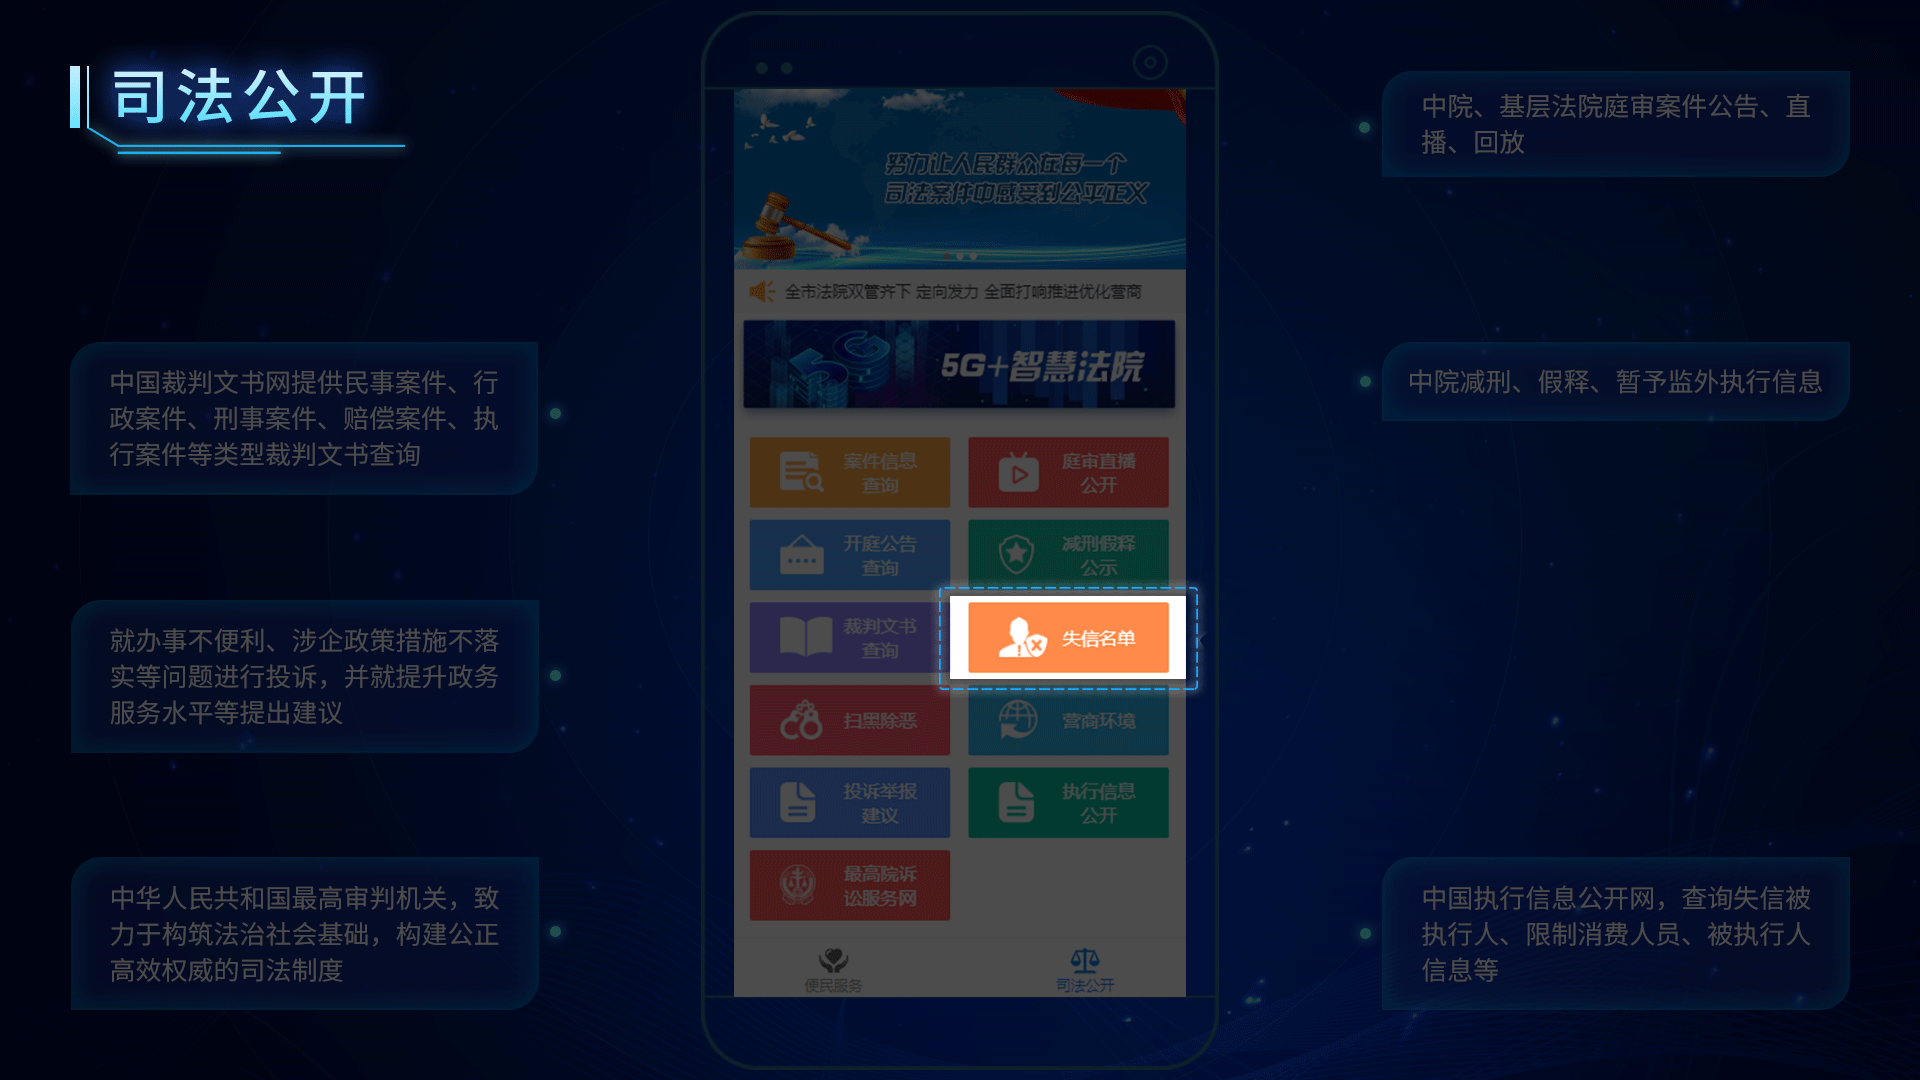 司法公开
中国裁判文书网提供民事案件、行
政案件、刑事案件、赔偿案件、执
行案件等类型裁判文书查询
就办事不便利、涉企政策措施不落
实等问题进行投诉，并就提升政务
服务水平等提出建议
中华人民共和国最高审判机关，致
力于构筑法治社会基础，构建公正
高效权威的司法制度
努力让人民群众在每一个
司法案件中感受到公平正义
全市法院双管齐下 定向发力 全面打响推进优化营商
5G+智慧法院
案件信息
查询
庭审直播
公开
开庭公告
查询
减刑假释
公示
裁判文书
查询
失信名单
扫黑除恶
营商环境
投诉举报
建议
执行信息
公开
最高院诉
讼服务网
便民服务
司法公开
中院、基层法院庭审案件公告、直
播、回放
中院减刑、假释、暂予监外执行信息
中国执行信息公开网，查询失信被
执行人、限制消费人员、被执行人
信息等